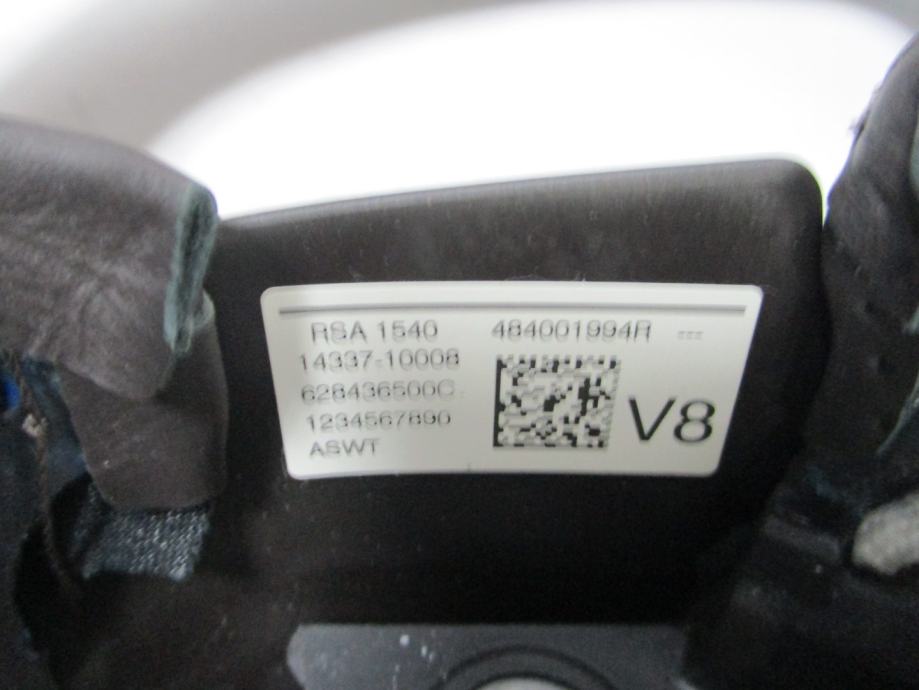 RSA 1540 484001994R ---
14337-10008
628436500C
1234567890
ASWT
V8